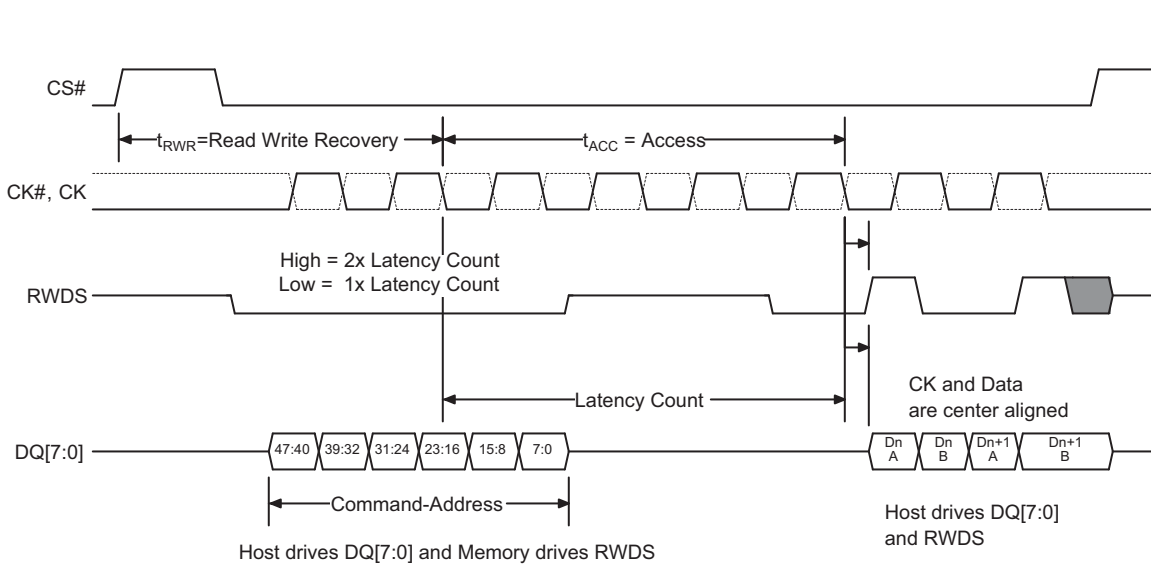 CS#
tRWR=Read Write Recovery
tACC = Access
CK#, CK
High = 2x Latency Count
Low = 1x Latency Count
RWDS
Latency Count
CK and Data
are center aligned
DQ[7:0]
47:40 39:32 31:24 23:16 15:8 7:0
Dn A
Dn B
Dn+1 A
Dn+1 B
Command-Address
Host drives DQ[7:0]
and RWDS
Host drives DQ[7:0] and Memory drives RWDS